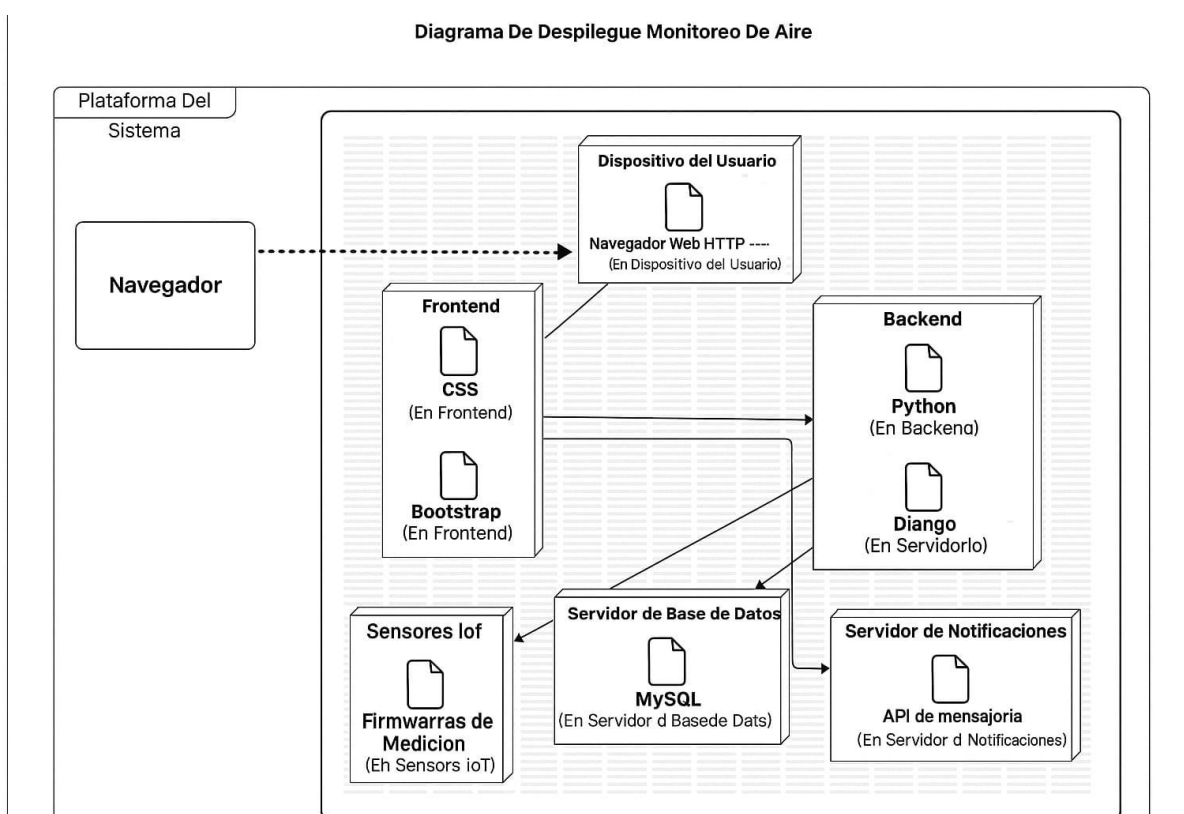 Diagrama De Despilegue Monitoreo De Aire
Plataforma Del
Sistema
Navegador
Dispositivo del Usuario
Navegador Web HTTP ----
(En Dispositivo del Usuario)
Frontend
CSS
(En Frontend)
Bootstrap
(En Frontend)
Backend
Python
(En Backend)
Django
(En Servidorlo)
Sensores Iof
Firmwarras de
Medicion
(Eh Sensors ioT)
Servidor de Base de Datos
MySQL
(En Servidor d Basede Dats)
Servidor de Notificaciones
API de mensajoria
(En Servidor d Notificaciones)